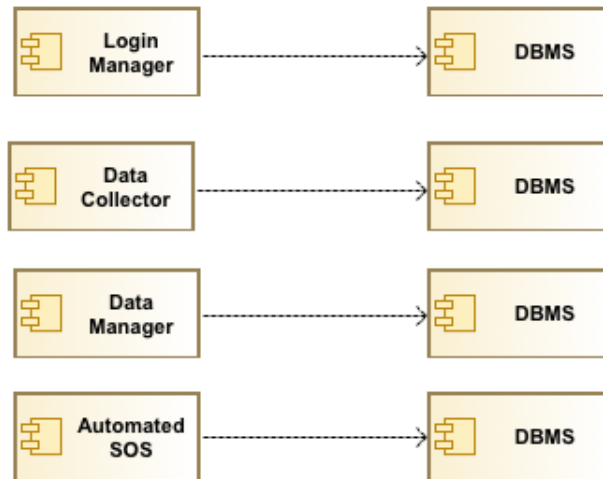 Login
Manager
DBMS
Data
Collector
DBMS
Data
Manager
DBMS
Automated
SOS
DBMS